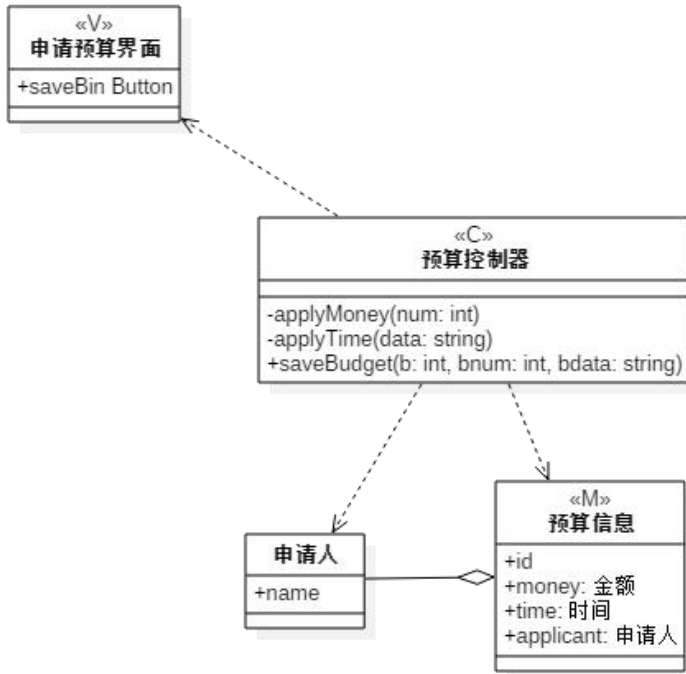 «V»
申请预算界面
+saveBin Button
«C»
预算控制器
-applyMoney(num: int)
-applyTime(data: string)
+saveBudget(b: int, bnum: int, bdata: string)
申请人
+name
«M»
预算信息
+id
+money: 金额
+time: 时间
+applicant: 申请人